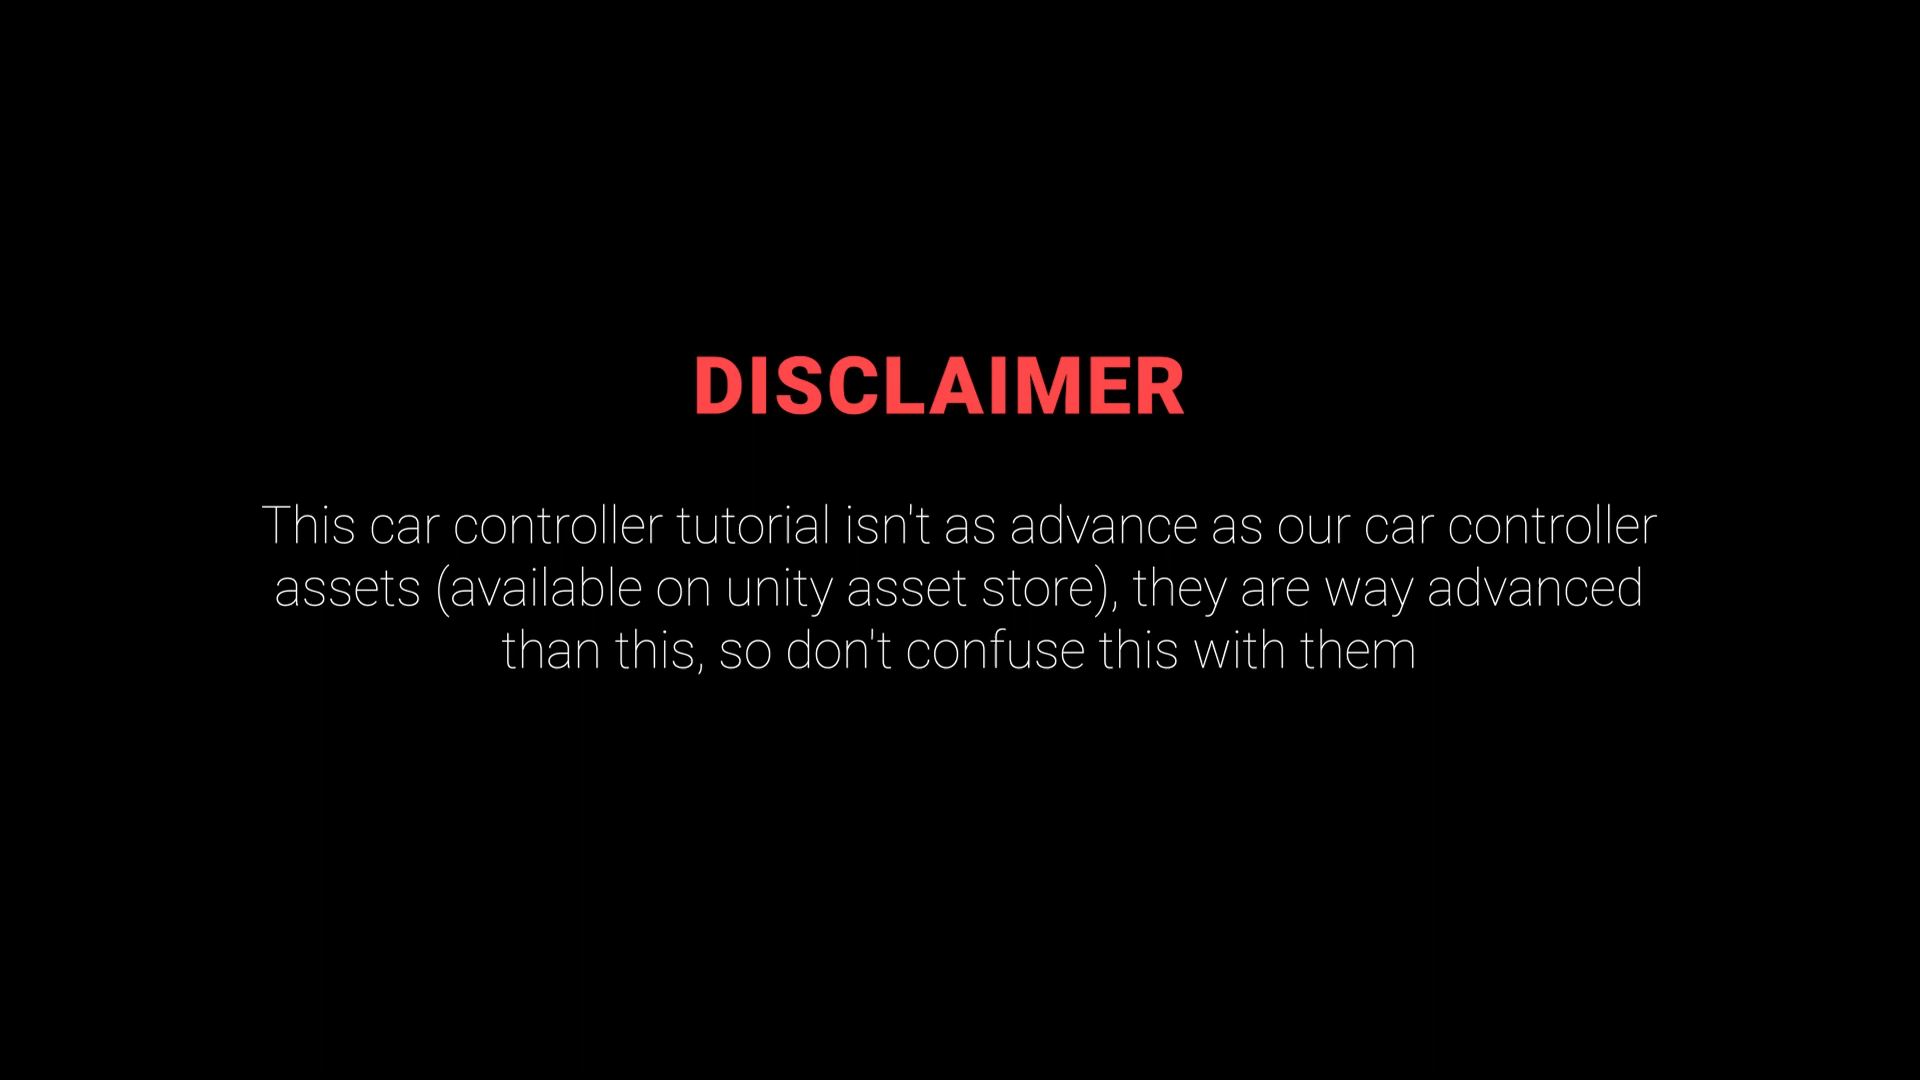 DISCLAIMER
This car controller tutorial isn't as advance as our car controller
assets (available on unity asset store), they are way advanced
than this, so don't confuse this with them